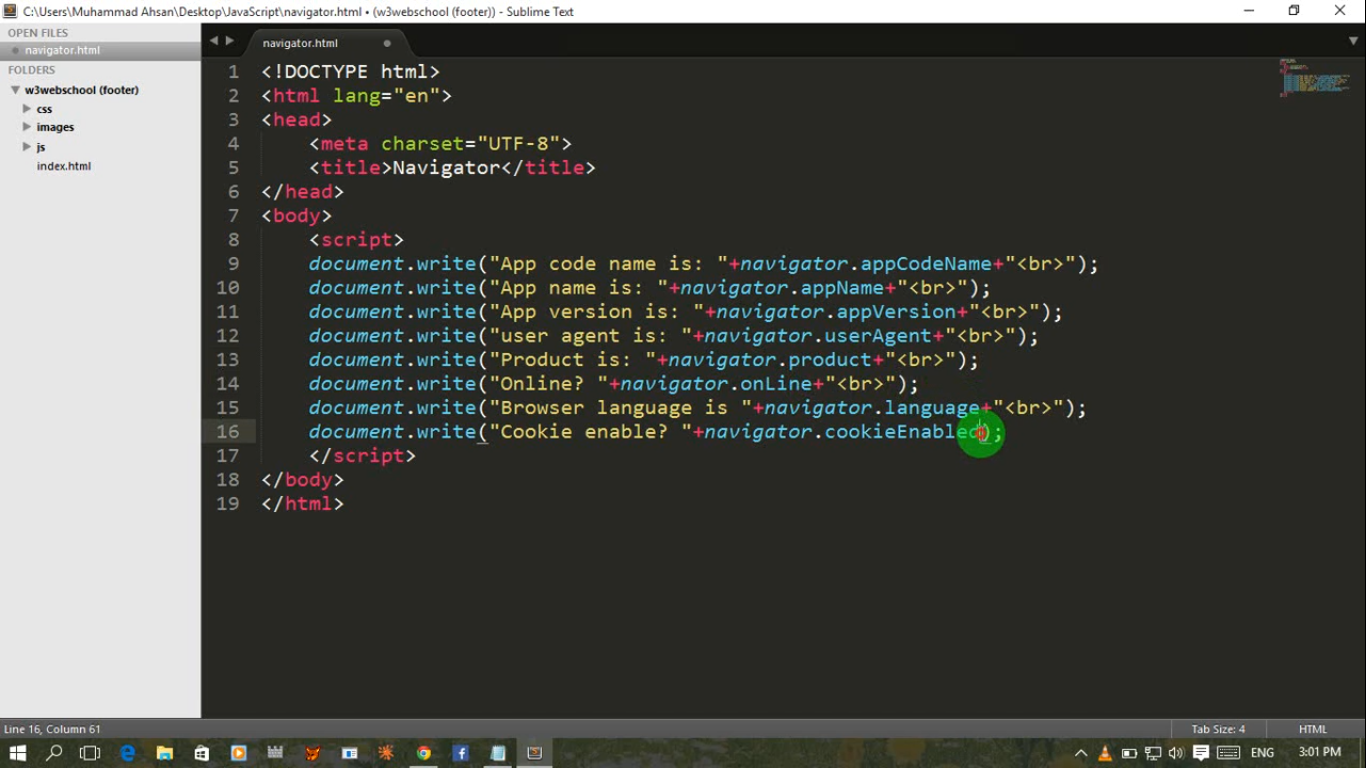 C:\Users\Muhammad Ahsan\Desktop\JavaScript\navigator.html • (w3webschool (footer)) - Sublime Text
OPEN FILES
navigator.html
FOLDERS
w3webschool (footer)
css
images
js
index.html
navigator.html
1 <!DOCTYPE html>
2 <html lang="en">
3 <head>
4 <meta charset="UTF-8">
5 <title>Navigator</title>
6 </head>
7 <body>
8 <script>
9 document.write("App code name is: "+navigator.appCodeName+"<br>");
10 document.write("App name is: "+navigator.appName+"<br>");
11 document.write("App version is: "+navigator.appVersion+"<br>");
12 document.write("user agent is: "+navigator.userAgent+"<br>");
13 document.write("Product is: "+navigator.product+"<br>");
14 document.write("Online? "+navigator.onLine+"<br>");
15 document.write("Browser language is "+navigator.language+"<br>");
16 document.write("Cookie enable? "+navigator.cookieEnabled);
17 </script>
18 </body>
19 </html>
Line 16, Column 61
Tab Size: 4
HTML
ENG
3:01 PM